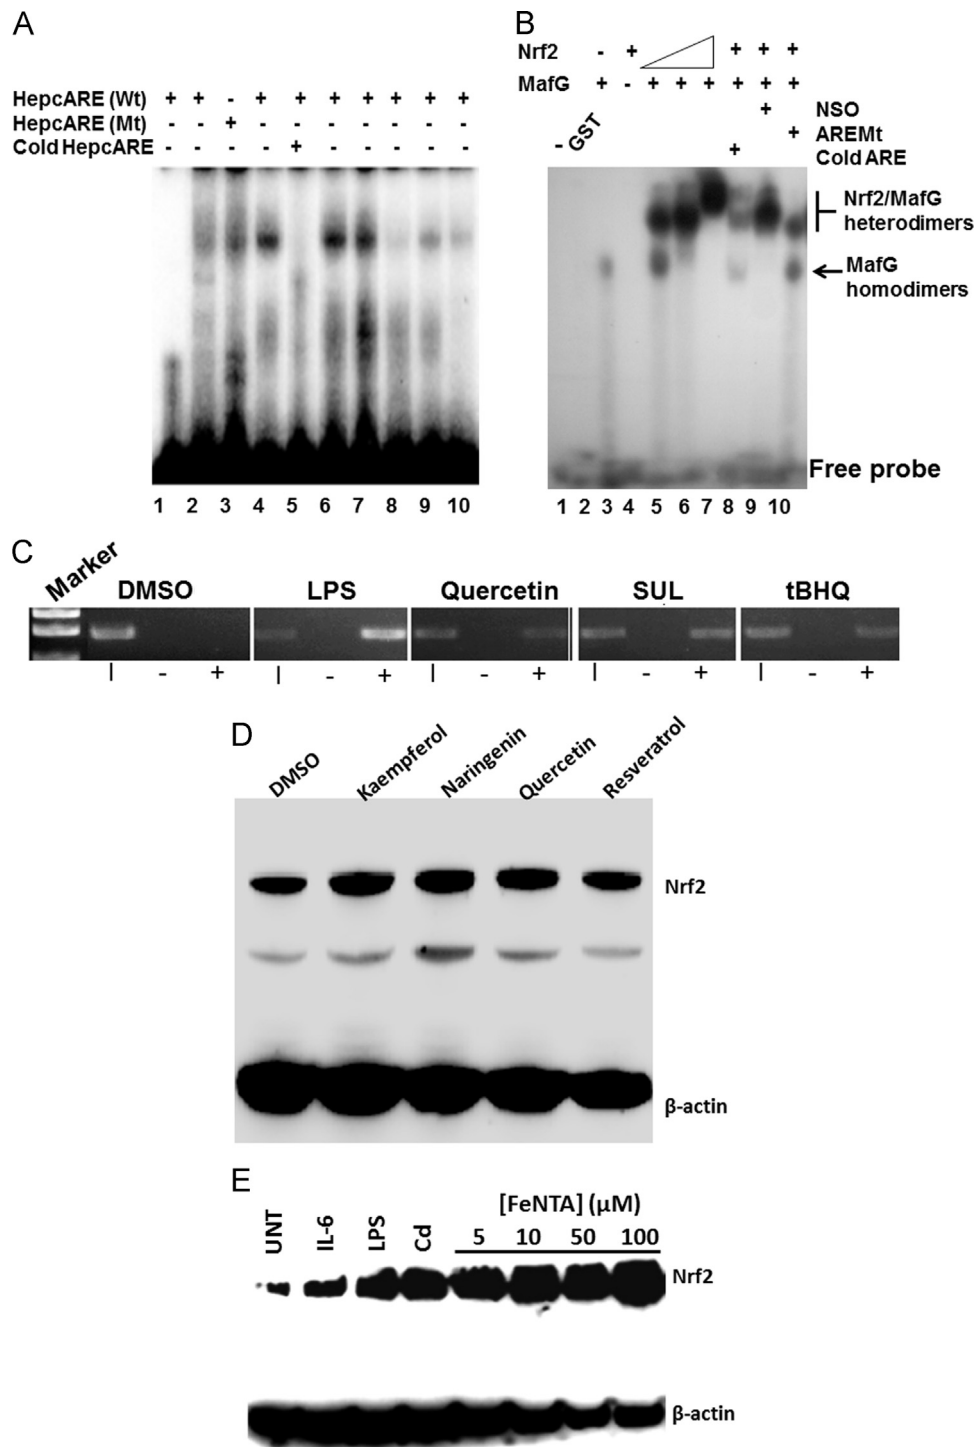 A
HepcARE (Wt) + + - + + + + + + +
HepcARE (Mt) - - + - - - - - - -
Cold HepcARE - - - - + - - - - -
1 2 3 4 5 6 7 8 9 10
B
Nrf2 - + + + +
MafG + - + + + + + +
NSO +
AREMt +
Cold ARE +
- GST
Nrf2/MafG
heterodimers
MafG
homodimers
Free probe
1 2 3 4 5 6 7 8 9 10
C
Marker DMSO LPS Quercetin SUL tBHQ
I - + I - + I - + I - + I - +
D
DMSO Kaempferol Naringenin Quercetin Resveratrol
Nrf2
β-actin
E
[FeNTA] (μM)
UNT IL-6 LPS Cd 5 10 50 100
Nrf2
β-actin